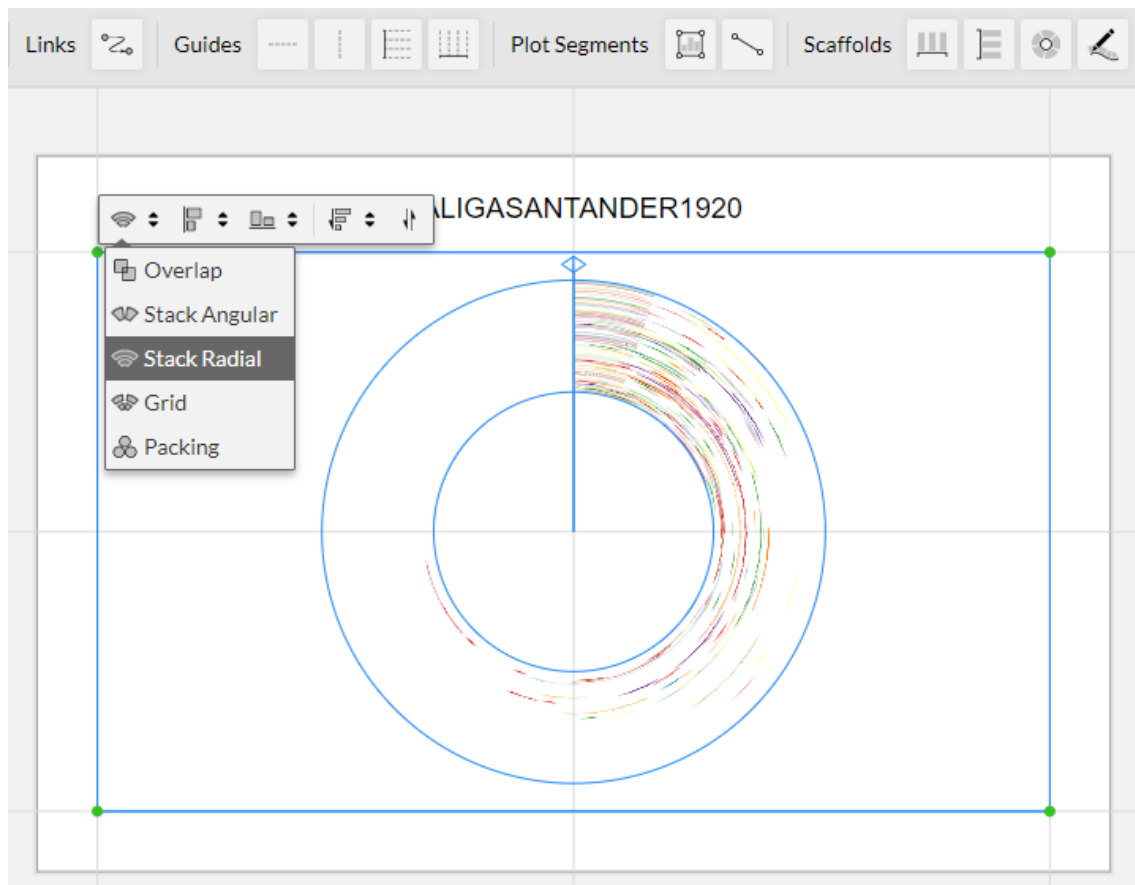 Links Guides Plot Segments Scaffolds
ALIGASANTANDER1920
Overlap
Stack Angular
Stack Radial
Grid
Packing